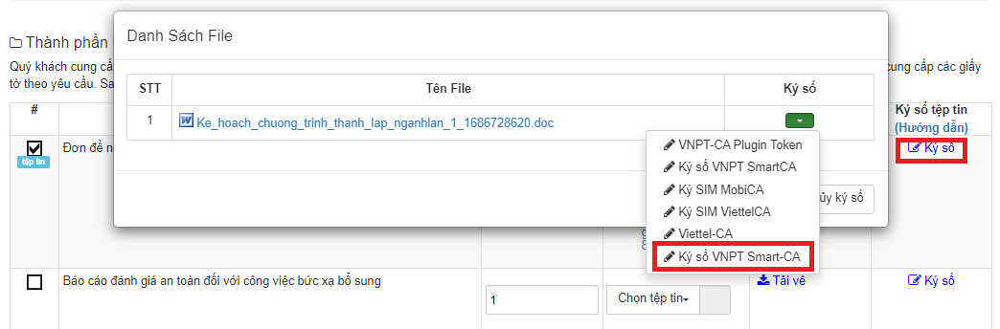 Danh Sách File
Thành phần
Quý khách cung cấ
cung cấp các giấy
tờ theo yêu cầu. Sa
STT
Tên File
Ký số
1
Ke_hoach_chuong_trinh_thanh_lap_nganhlan_1_1686728620.doc
VNPT-CA Plugin Token
Ký số VNPT SmartCA
Ký SIM MobiCA
Ký SIM ViettelCA
Viettel-CA
Ký số VNPT Smart-CA
ủy ký số
#
Ký số tệp tin
(Hướng dẫn)
tệp tin
Đơn đề n
Ký số
Báo cáo đánh giá an toàn đối với công việc bức xạ bổ sung
1
Chọn tệp tin
Tải về
Ký số